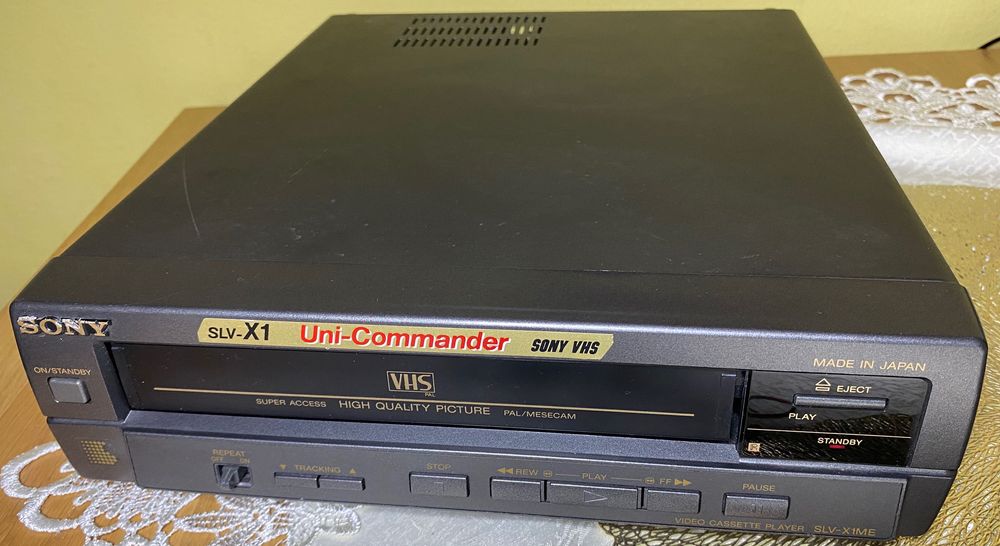 SONY
SLV-X1 Uni-Commander SONY VHS
MADE IN JAPAN
ON/STANDBY
VHS
PAL
SUPER ACCESS HIGH QUALITY PICTURE PAL/MESECAM
EJECT
PLAY
STANDBY
REPEAT
OFF ON
TRACKING
STOP
REW
PLAY
FF
PAUSE
VIDEO CASSETTE PLAYER SLV-X1ME